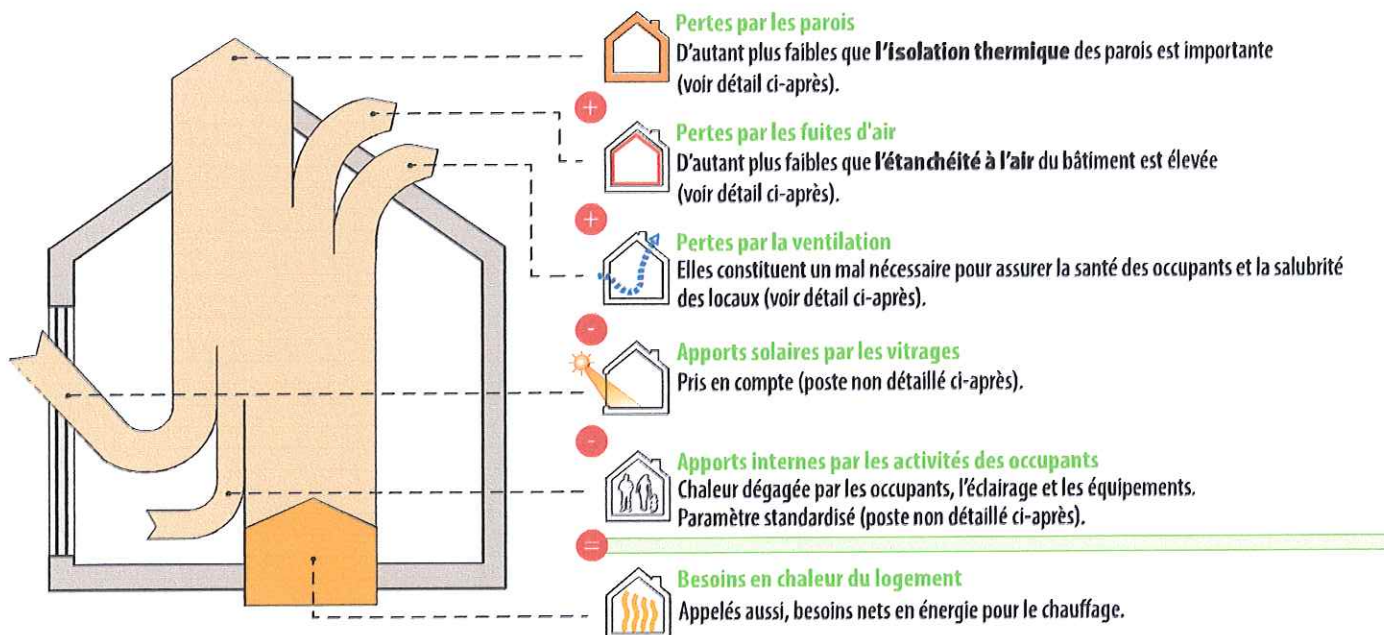 Pertes par les parois
D'autant plus faibles que l'isolation thermique des parois est importante
(voir détail ci-après).
+
Pertes par les fuites d'air
D'autant plus faibles que l'étanchéité à l'air du bâtiment est élevée
(voir détail ci-après).
+
Pertes par la ventilation
Elles constituent un mal nécessaire pour assurer la santé des occupants et la salubrité
des locaux (voir détail ci-après).
-
Apports solaires par les vitrages
Pris en compte (poste non détaillé ci-après).
-
Apports internes par les activités des occupants
Chaleur dégagée par les occupants, l'éclairage et les équipements.
Paramètre standardisé (poste non détaillé ci-après).
=
Besoins en chaleur du logement
Appelés aussi, besoins nets en énergie pour le chauffage.